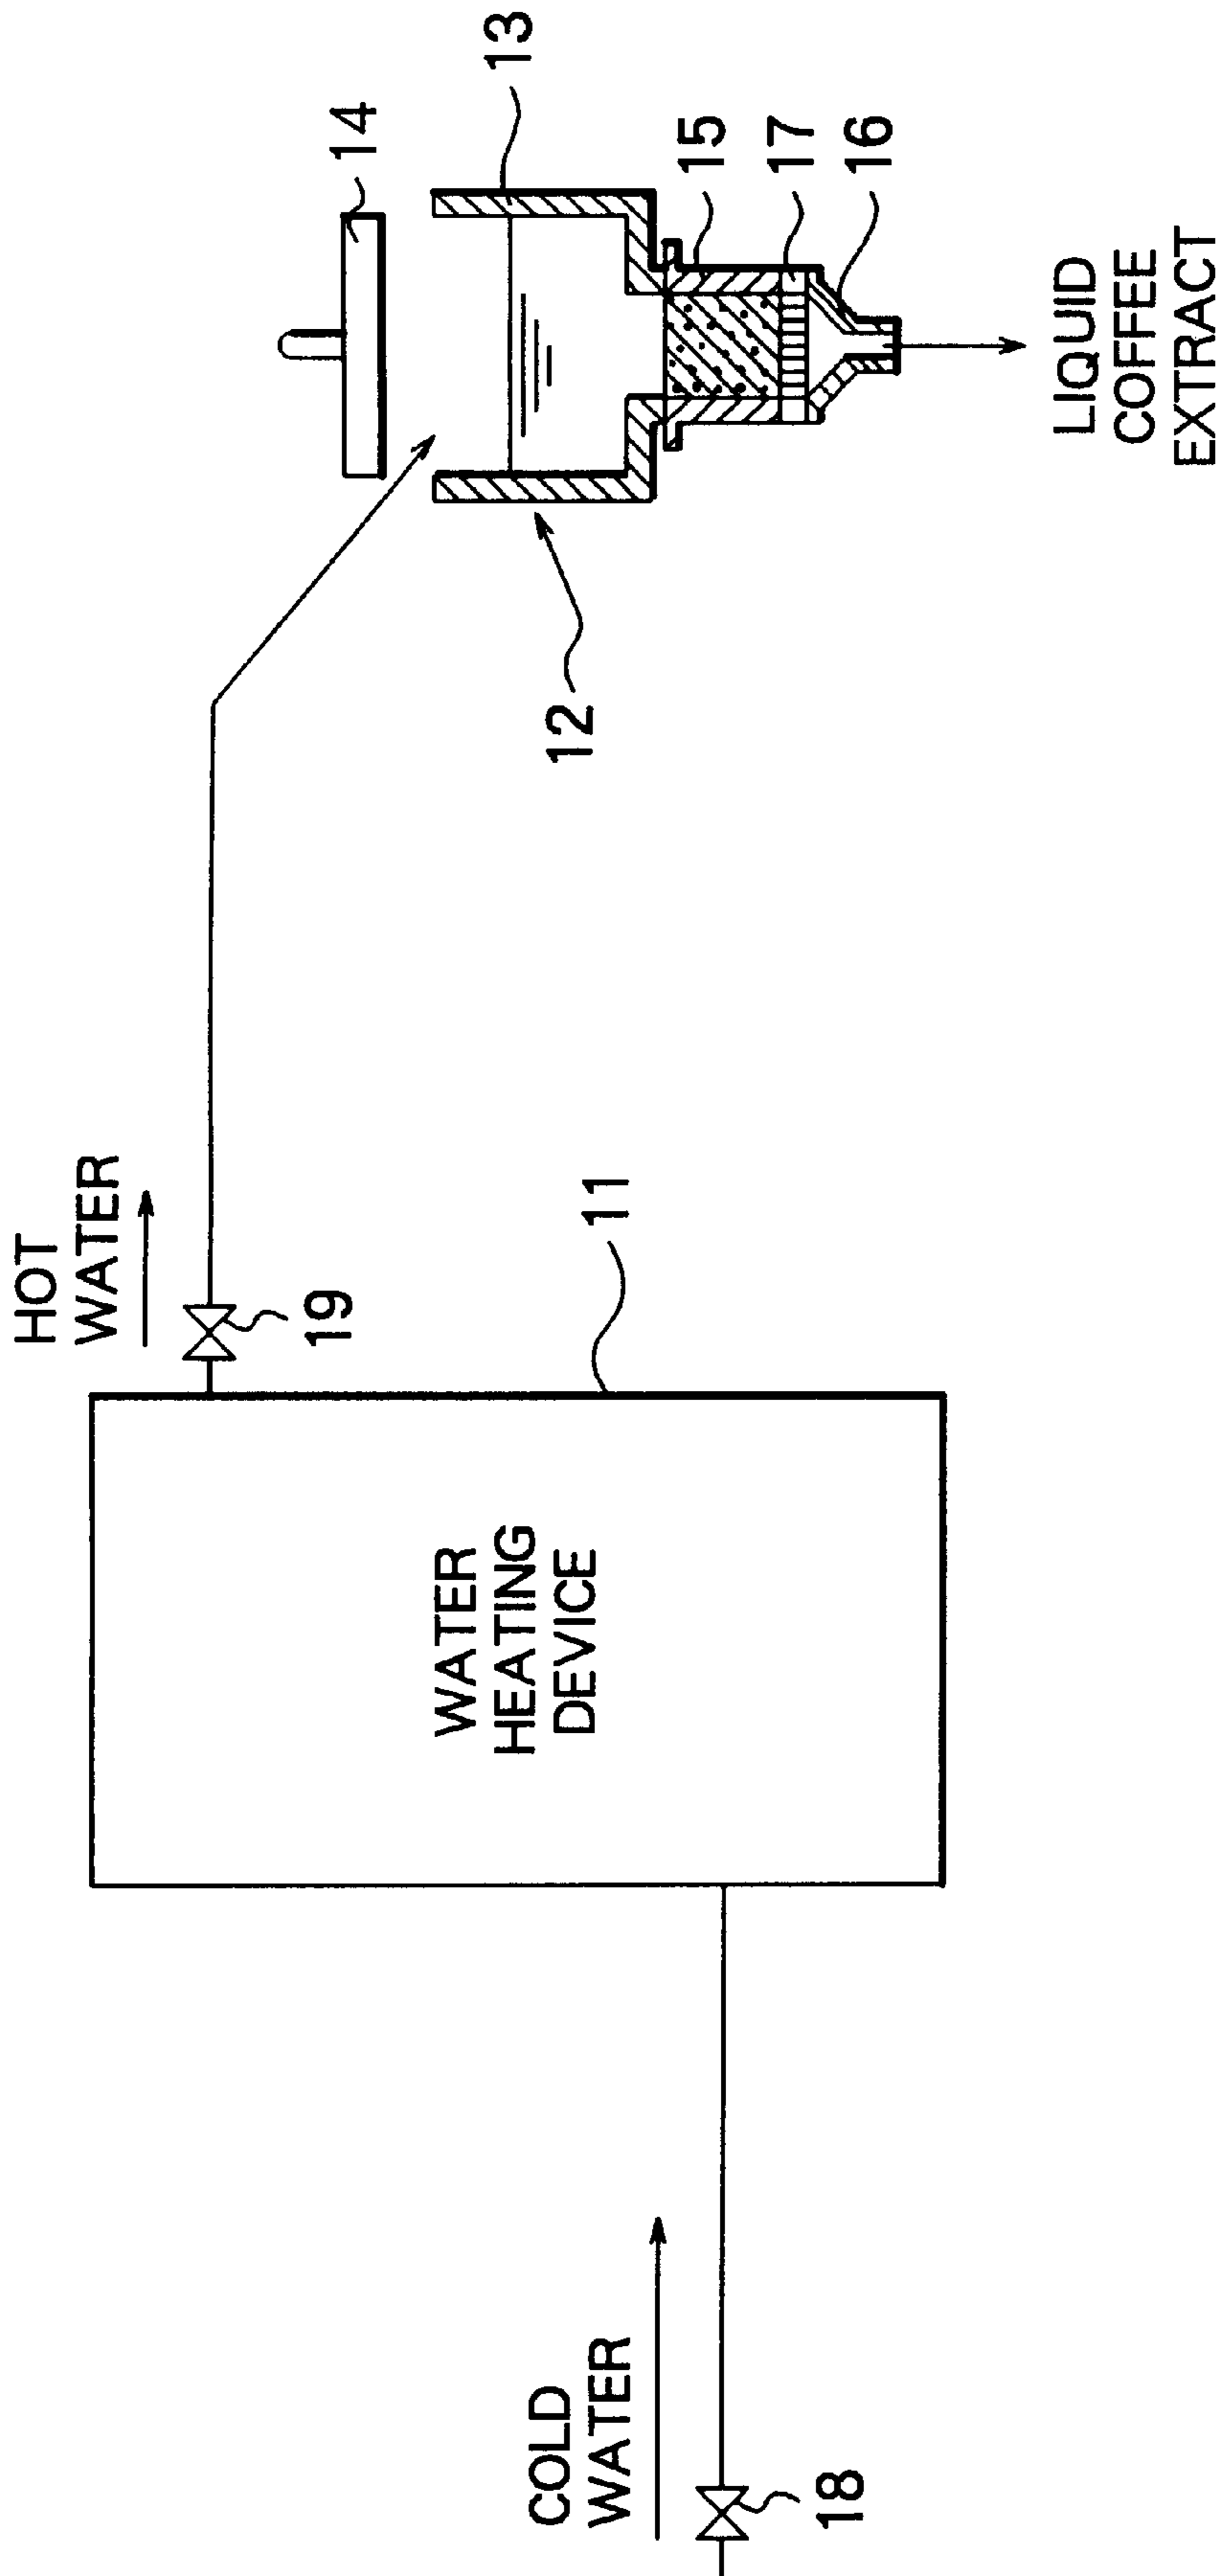 COLD
WATER
18
WATER
HEATING
DEVICE
11
HOT
WATER
19
12
14
13
15
17
16
LIQUID
COFFEE
EXTRACT